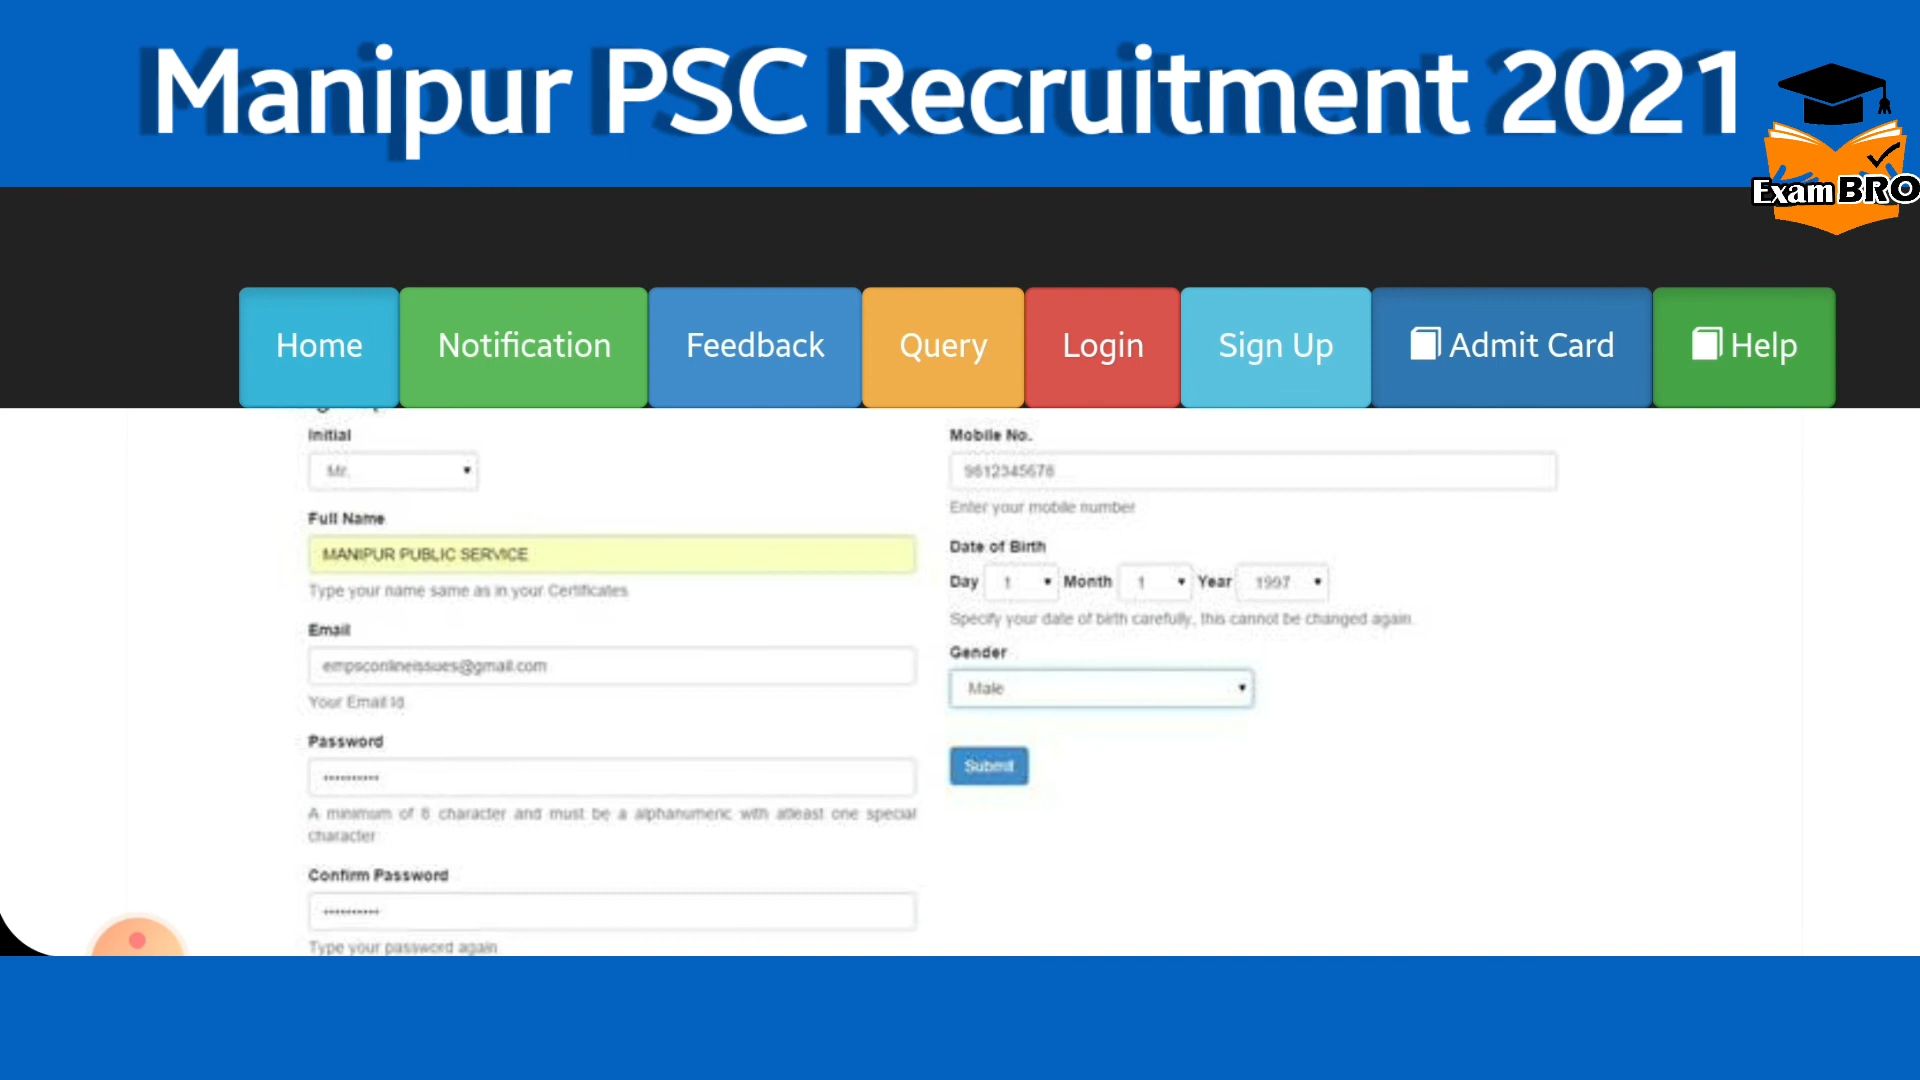 Manipur PSC Recruitment 2021
Exam BRO
Home Notification Feedback Query Login Sign Up Admit Card Help
Initial
Mr.
Full Name
MANIPUR PUBLIC SERVICE
Type your name same as in your Certificates
Email
empsconlineissues@gmail.com
Your Email Id
Password
A minimum of 8 character and must be a alphanumeric with atleast one special
character
Confirm Password
Type your password again
Mobile No.
9612345678
Enter your mobile number
Date of Birth
Day 1 Month 1 Year 1997
Specify your date of birth carefully, this cannot be changed again.
Gender
Male
Submit